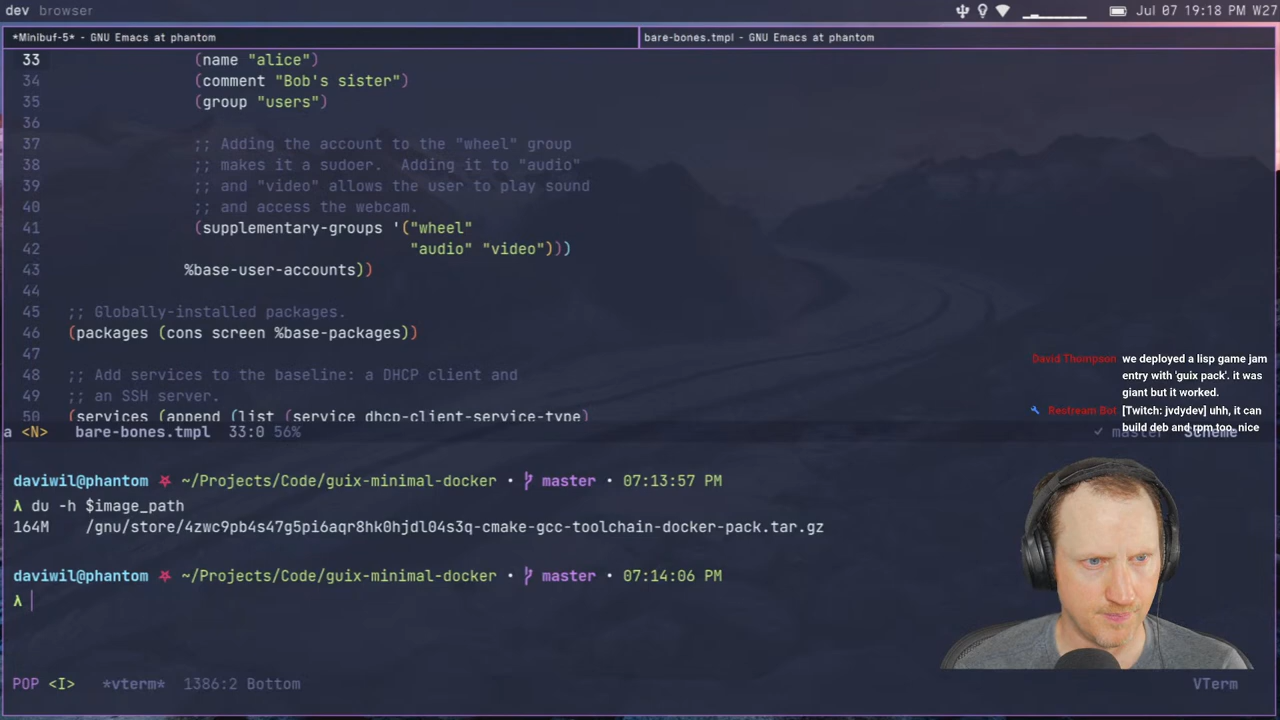 dev browser
Jul 07 19:18 PM W27
*Minibuf-5* - GNU Emacs at phantom
bare-bones.tmpl - GNU Emacs at phantom
33 (name "alice")
34 (comment "Bob's sister")
35 (group "users")
36
37 ;; Adding the account to the "wheel" group
38 ;; makes it a sudoer.  Adding it to "audio"
39 ;; and "video" allows the user to play sound
40 ;; and access the webcam.
41 (supplementary-groups '("wheel"
42 "audio" "video")))
43 %base-user-accounts))
44
45 ;; Globally-installed packages.
46 (packages (cons screen %base-packages))
47
48 ;; Add services to the baseline: a DHCP client and
49 ;; an SSH server.
50 (services (append (list (service dhcp-client-service-type)
a <N> bare-bones.tmpl 33:0 56% ✓ master Scheme
David Thompson we deployed a lisp game jam
entry with 'guix pack'. it was
giant but it worked.
Restream Bot [Twitch: jvdydev] uhh, it can
build deb and rpm too, nice
daviwil@phantom ~/Projects/Code/guix-minimal-docker • master • 07:13:57 PM
λ du -h $image_path
164M /gnu/store/4zwc9pb4s47g5pi6aqr8hk0hjdl04s3q-cmake-gcc-toolchain-docker-pack.tar.gz
daviwil@phantom ~/Projects/Code/guix-minimal-docker • master • 07:14:06 PM
λ
POP <I> *vterm* 1386:2 Bottom VTerm